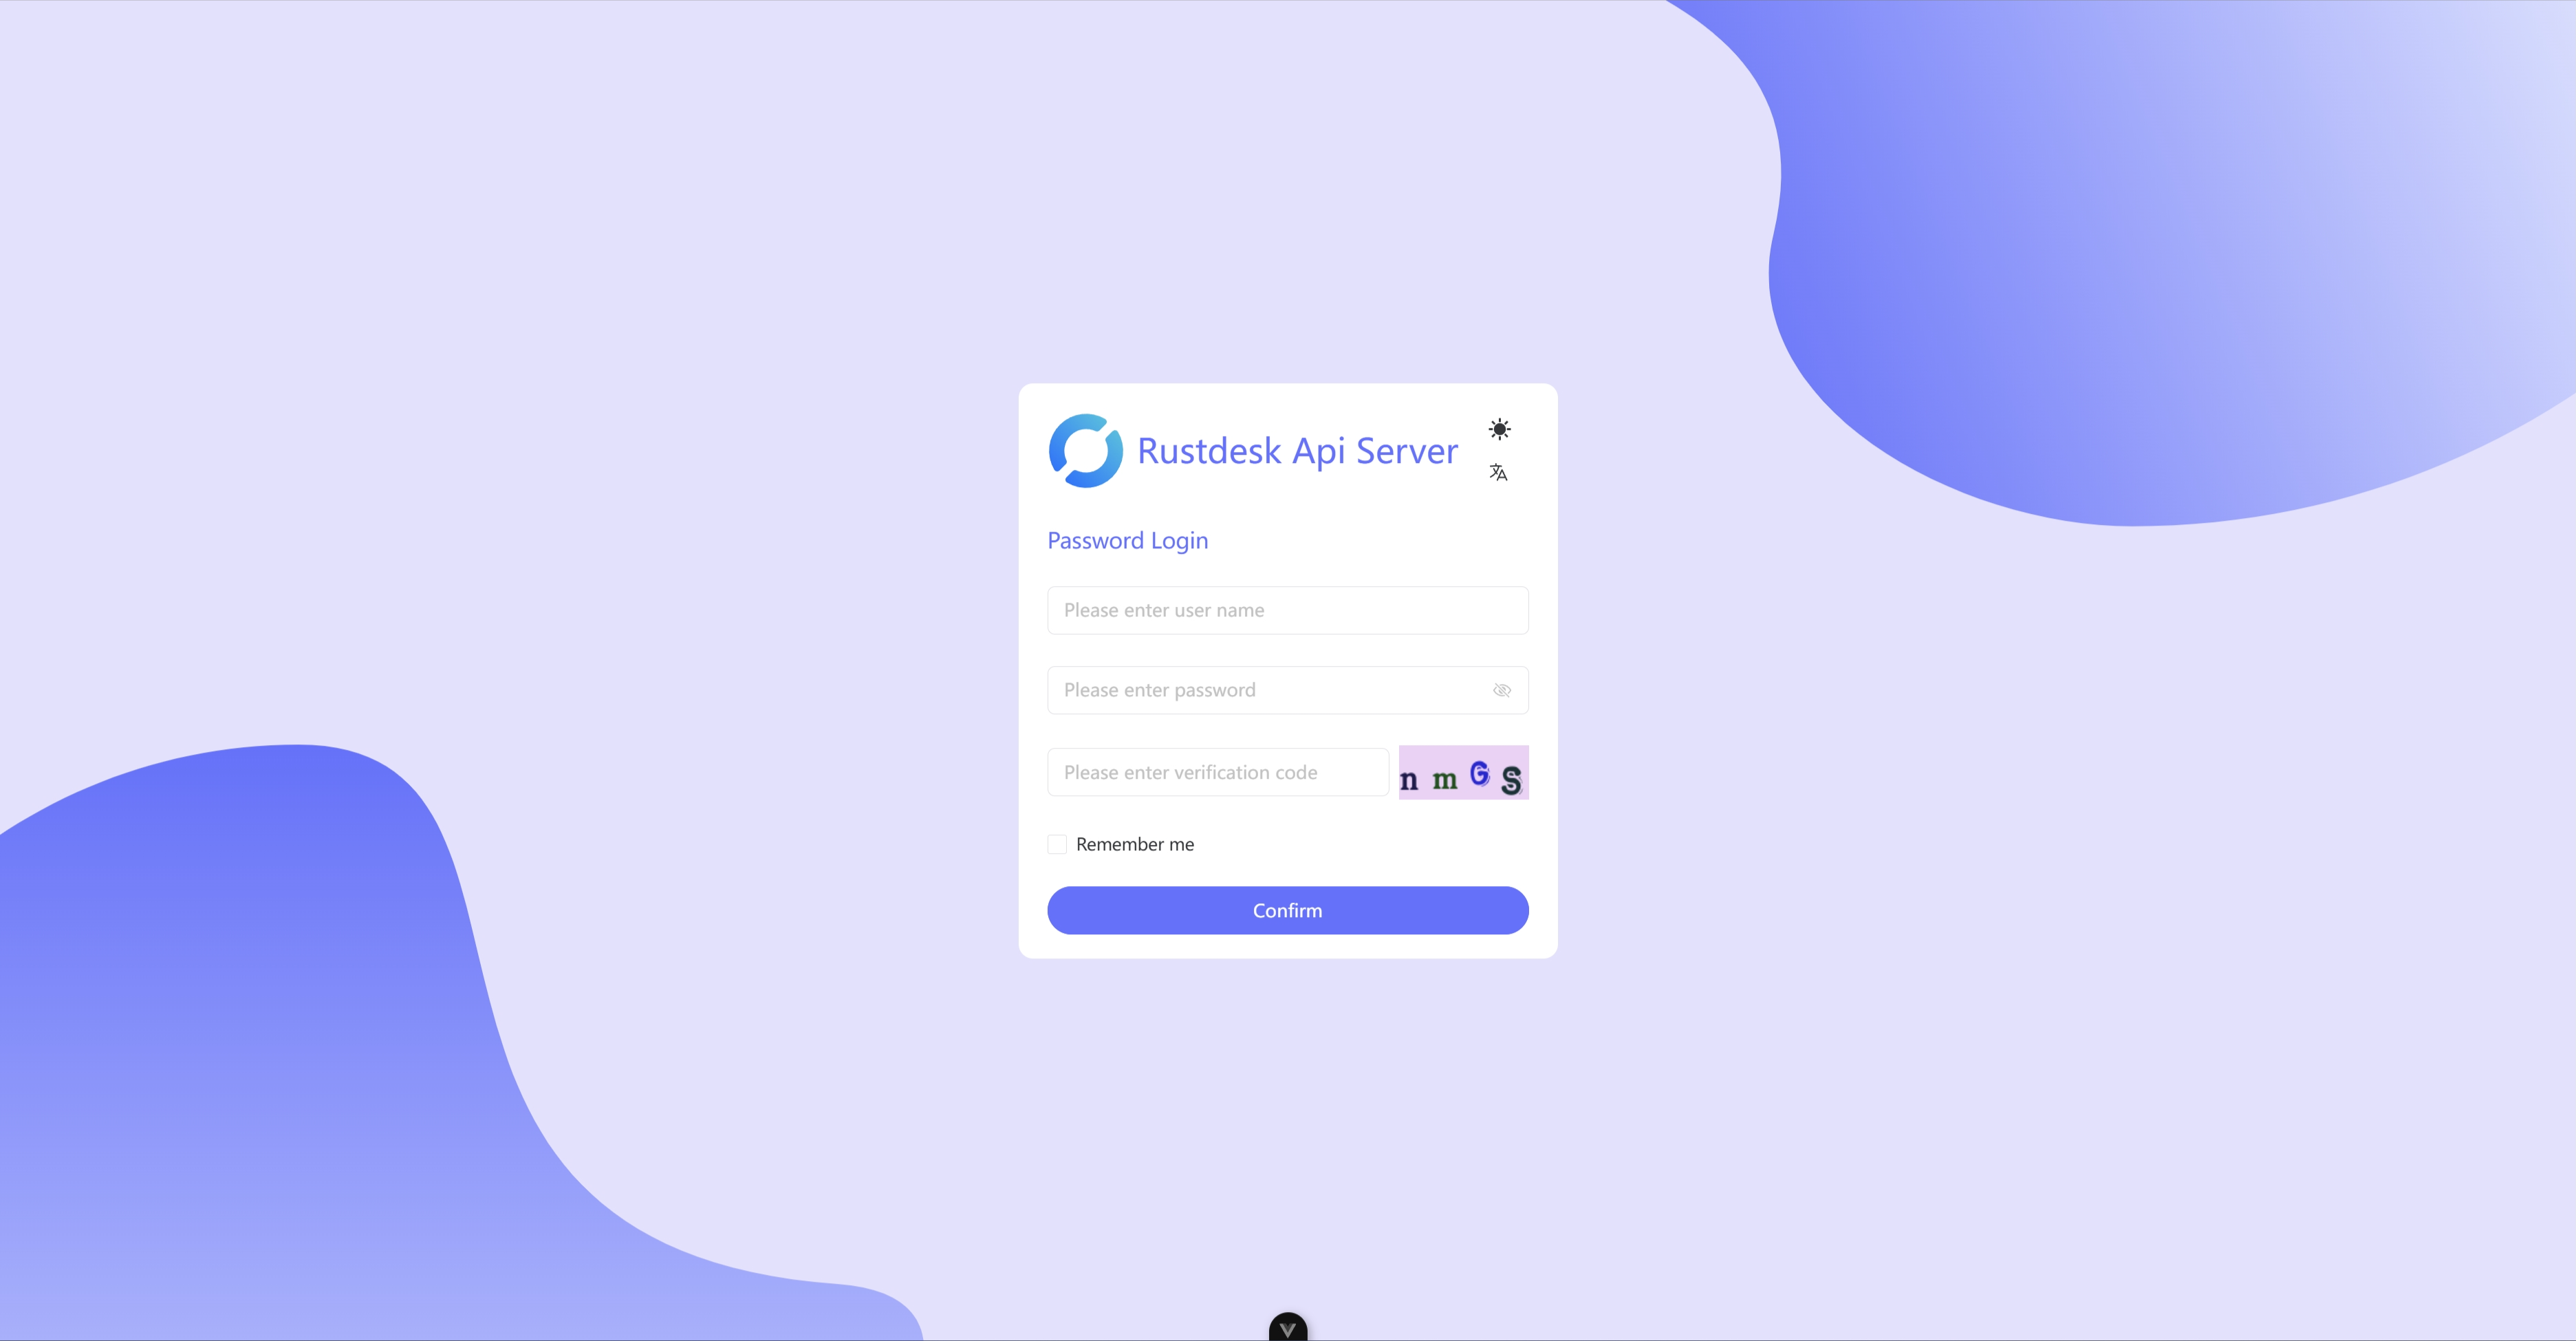 Rustdesk Api Server
Password Login
Please enter user name
Please enter password
Please enter verification code
n m G S
Remember me
Confirm